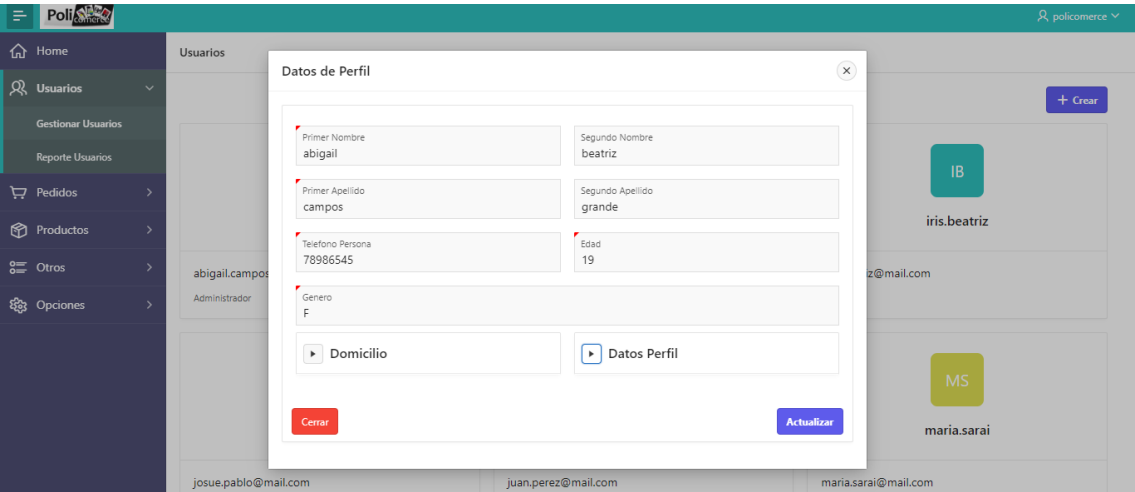 Poli comerce
policomerce
Home
Usuarios
Gestionar Usuarios
Reporte Usuarios
Pedidos
Productos
Otros
Opciones
Usuarios
+ Crear
Datos de Perfil
Primer Nombre
abigail
Segundo Nombre
beatriz
Primer Apellido
campos
Segundo Apellido
grande
Telefono Persona
78986545
Edad
19
Genero
F
Domicilio
Datos Perfil
Cerrar
Actualizar
IB
iris.beatriz
abigail.campos
z@mail.com
Administrador
MS
maria.sarai
josue.pablo@mail.com
juan.perez@mail.com
maria.sarai@mail.com